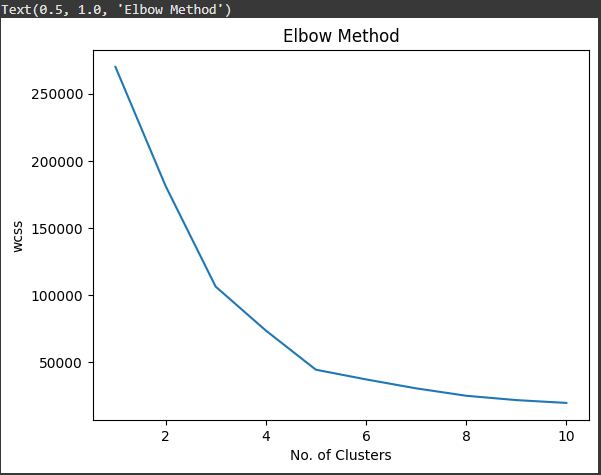 Text(0.5, 1.0, 'Elbow Method')
Elbow Method
250000
200000
150000
100000
50000
wcss
2 4 6 8 10
No. of Clusters